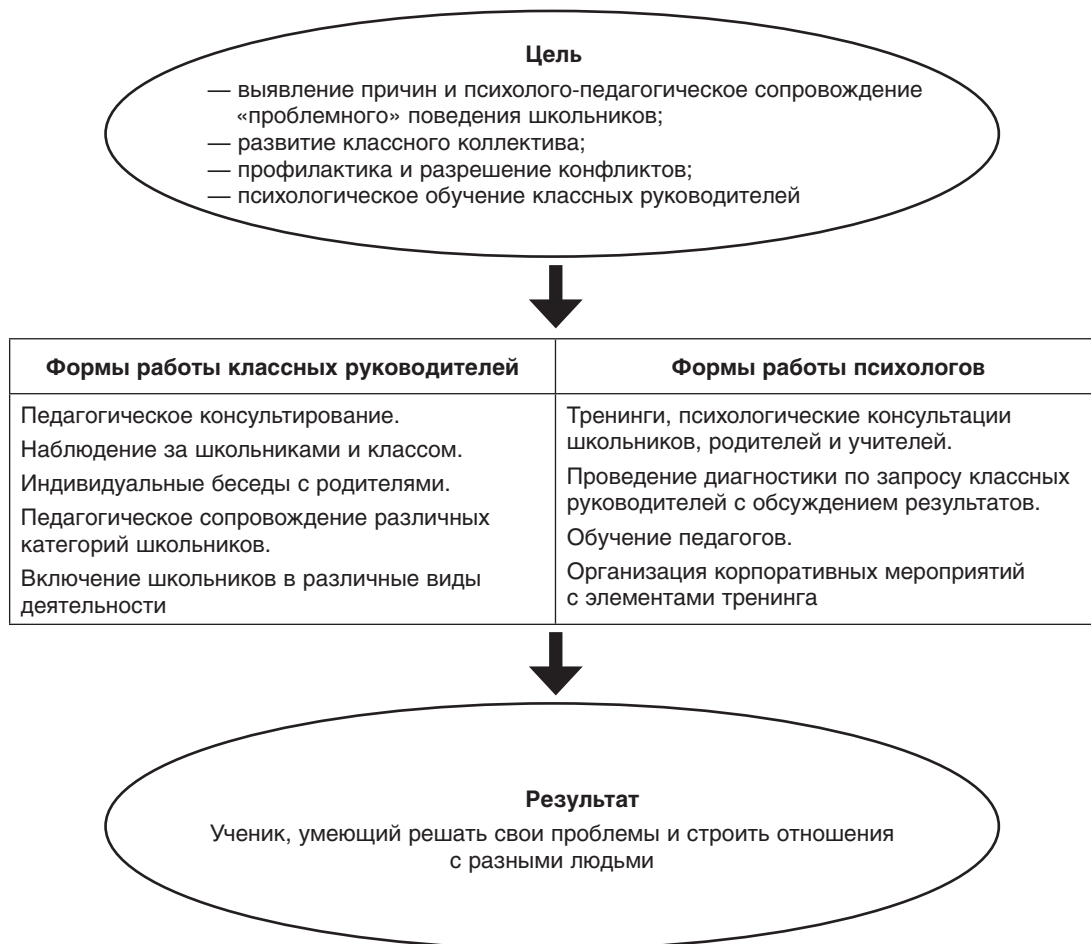 Цель
— выявление причин и психолого-педагогическое сопровождение
«проблемного» поведения школьников;
— развитие классного коллектива;
— профилактика и разрешение конфликтов;
— психологическое обучение классных руководителей
Формы работы классных руководителей
Педагогическое консультирование.
Наблюдение за школьниками и классом.
Индивидуальные беседы с родителями.
Педагогическое сопровождение различных
категорий школьников.
Включение школьников в различные виды
деятельности
Формы работы психологов
Тренинги, психологические консультации
школьников, родителей и учителей.
Проведение диагностики по запросу классных
руководителей с обсуждением результатов.
Обучение педагогов.
Организация корпоративных мероприятий
с элементами тренинга
Результат
Ученик, умеющий решать свои проблемы и строить отношения
с разными людьми